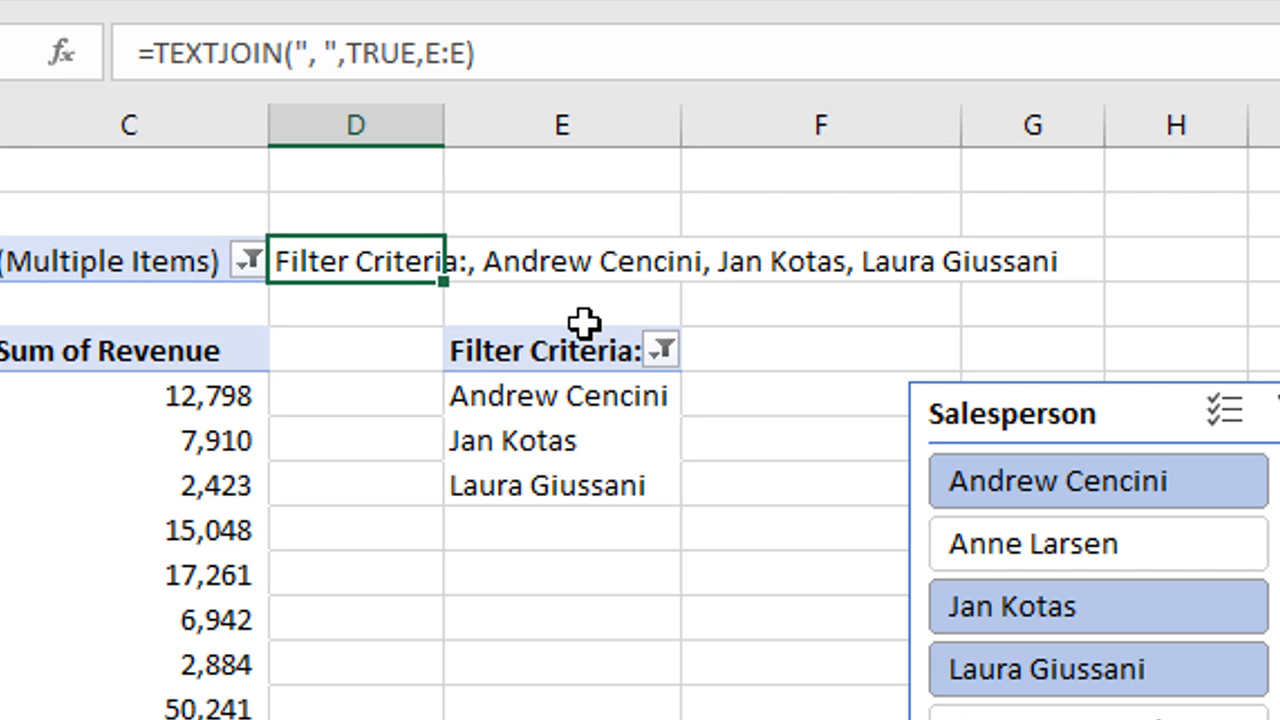 fx =TEXTJOIN(", ",TRUE,E:E)
C D E F G H
(Multiple Items) Filter Criteria:, Andrew Cencini, Jan Kotas, Laura Giussani
Sum of Revenue Filter Criteria:
12,798 Andrew Cencini
7,910 Jan Kotas
2,423 Laura Giussani
15,048
17,261
6,942
2,884
50,241
Salesperson
Andrew Cencini
Anne Larsen
Jan Kotas
Laura Giussani